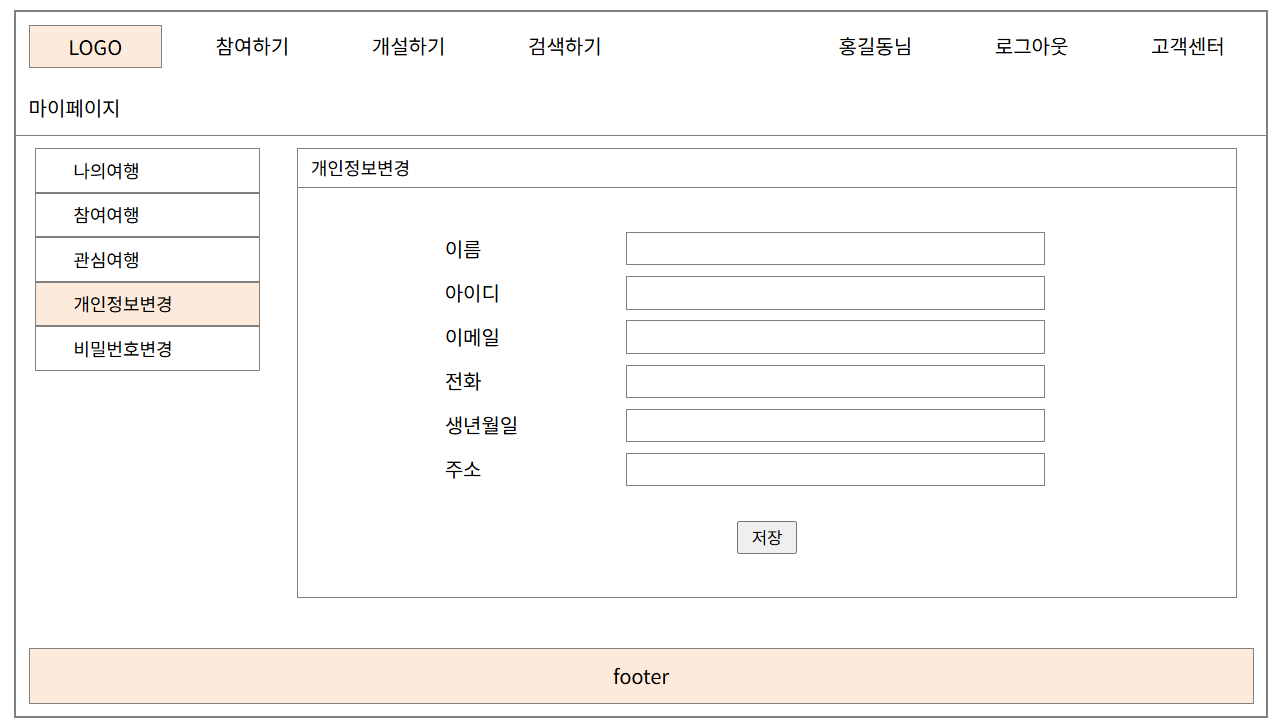 LOGO 참여하기 개설하기 검색하기 홍길동님 로그아웃 고객센터
마이페이지
나의여행
참여여행
관심여행
개인정보변경
비밀번호변경
개인정보변경
이름
아이디
이메일
전화
생년월일
주소
저장
footer